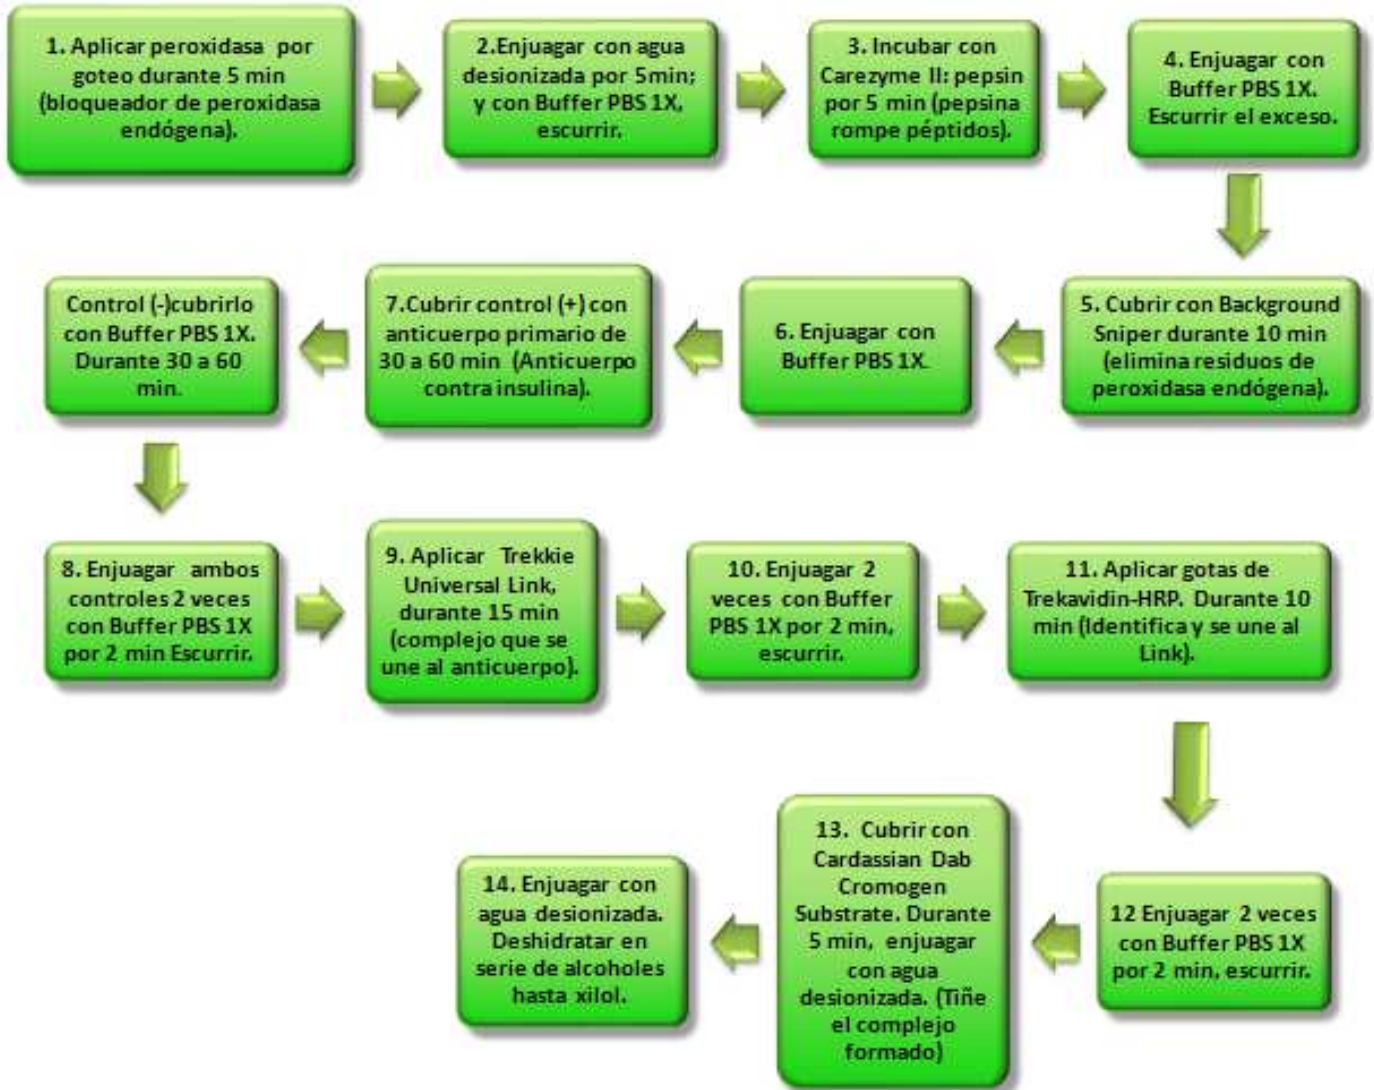 1. Aplicar peroxidasa por
goteo durante 5 min
(bloqueador de peroxidasa
endógena).
2.Enjuagar con agua
desionizada por 5min;
y con Buffer PBS 1X,
escurrir.
3. Incubar con
Carezyme II: pepsin
por 5 min (pepsina
rompe péptidos).
4. Enjuagar con
Buffer PBS 1X.
Escurrir el exceso.
5. Cubrir con Background
Sniper durante 10 min
(elimina residuos de
peroxidasa endógena).
6. Enjuagar con
Buffer PBS 1X.
7.Cubrir control (+) con
anticuerpo primario de
30 a 60 min (Anticuerpo
contra insulina).
Control (-)cubrirlo
con Buffer PBS 1X.
Durante 30 a 60
min.
8. Enjuagar ambos
controles 2 veces
con Buffer PBS 1X
por 2 min Escurrir.
9. Aplicar Trekkie
Universal Link,
durante 15 min
(complejo que se
une al anticuerpo).
10. Enjuagar 2
veces con Buffer
PBS 1X por 2 min,
escurrir.
11. Aplicar gotas de
Trekavidin-HRP. Durante 10
min (Identifica y se une al
Link).
12 Enjuagar 2 veces
con Buffer PBS 1X
por 2 min, escurrir.
13. Cubrir con
Cardassian Dab
Cromogen
Substrate. Durante
5 min, enjuagar
con agua
desionizada. (Tiñe
el complejo
formado)
14. Enjuagar con
agua desionizada.
Deshidratar en
serie de alcoholes
hasta xilol.